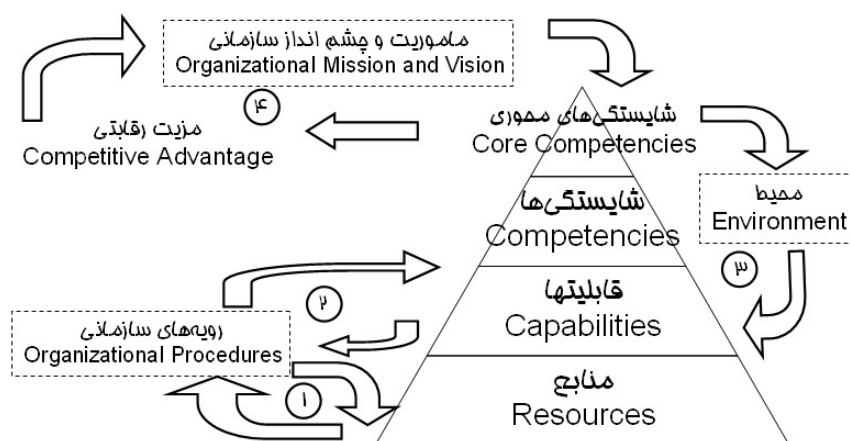 ماموریت و چشم انداز سازمانی
Organizational Mission and Vision
۴
مزیت رقابتی
Competitive Advantage
شایستگی‌های محوری
Core Competencies
محیط
Environment
شایستگی‌ها
Competencies
۳
قابلیتها
Capabilities
۲
رویه‌های سازمانی
Organizational Procedures
۱
منابع
Resources